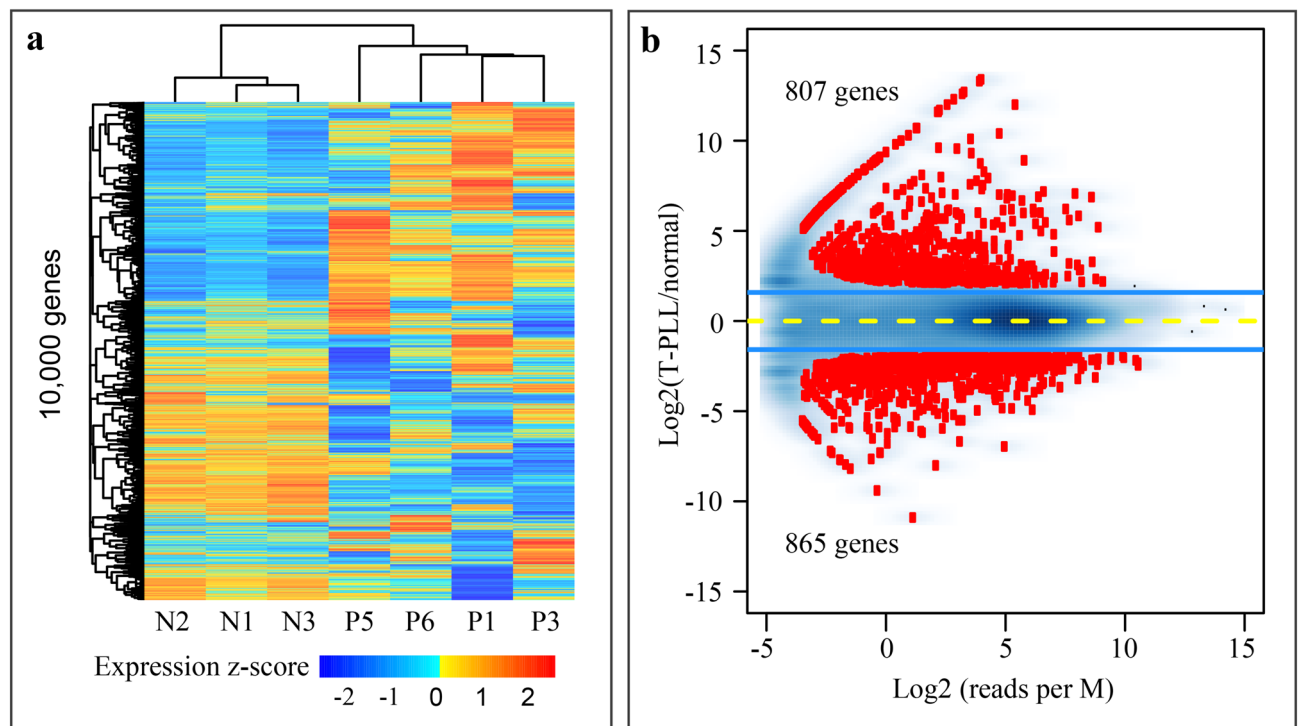 a
10,000 genes
N2 N1 N3 P5 P6 P1 P3
Expression z-score
-2 -1 0 1 2
b
15
10
5
0
-5
-10
-15
Log2(T-PLL/normal)
807 genes
865 genes
-5 0 5 10 15
Log2 (reads per M)